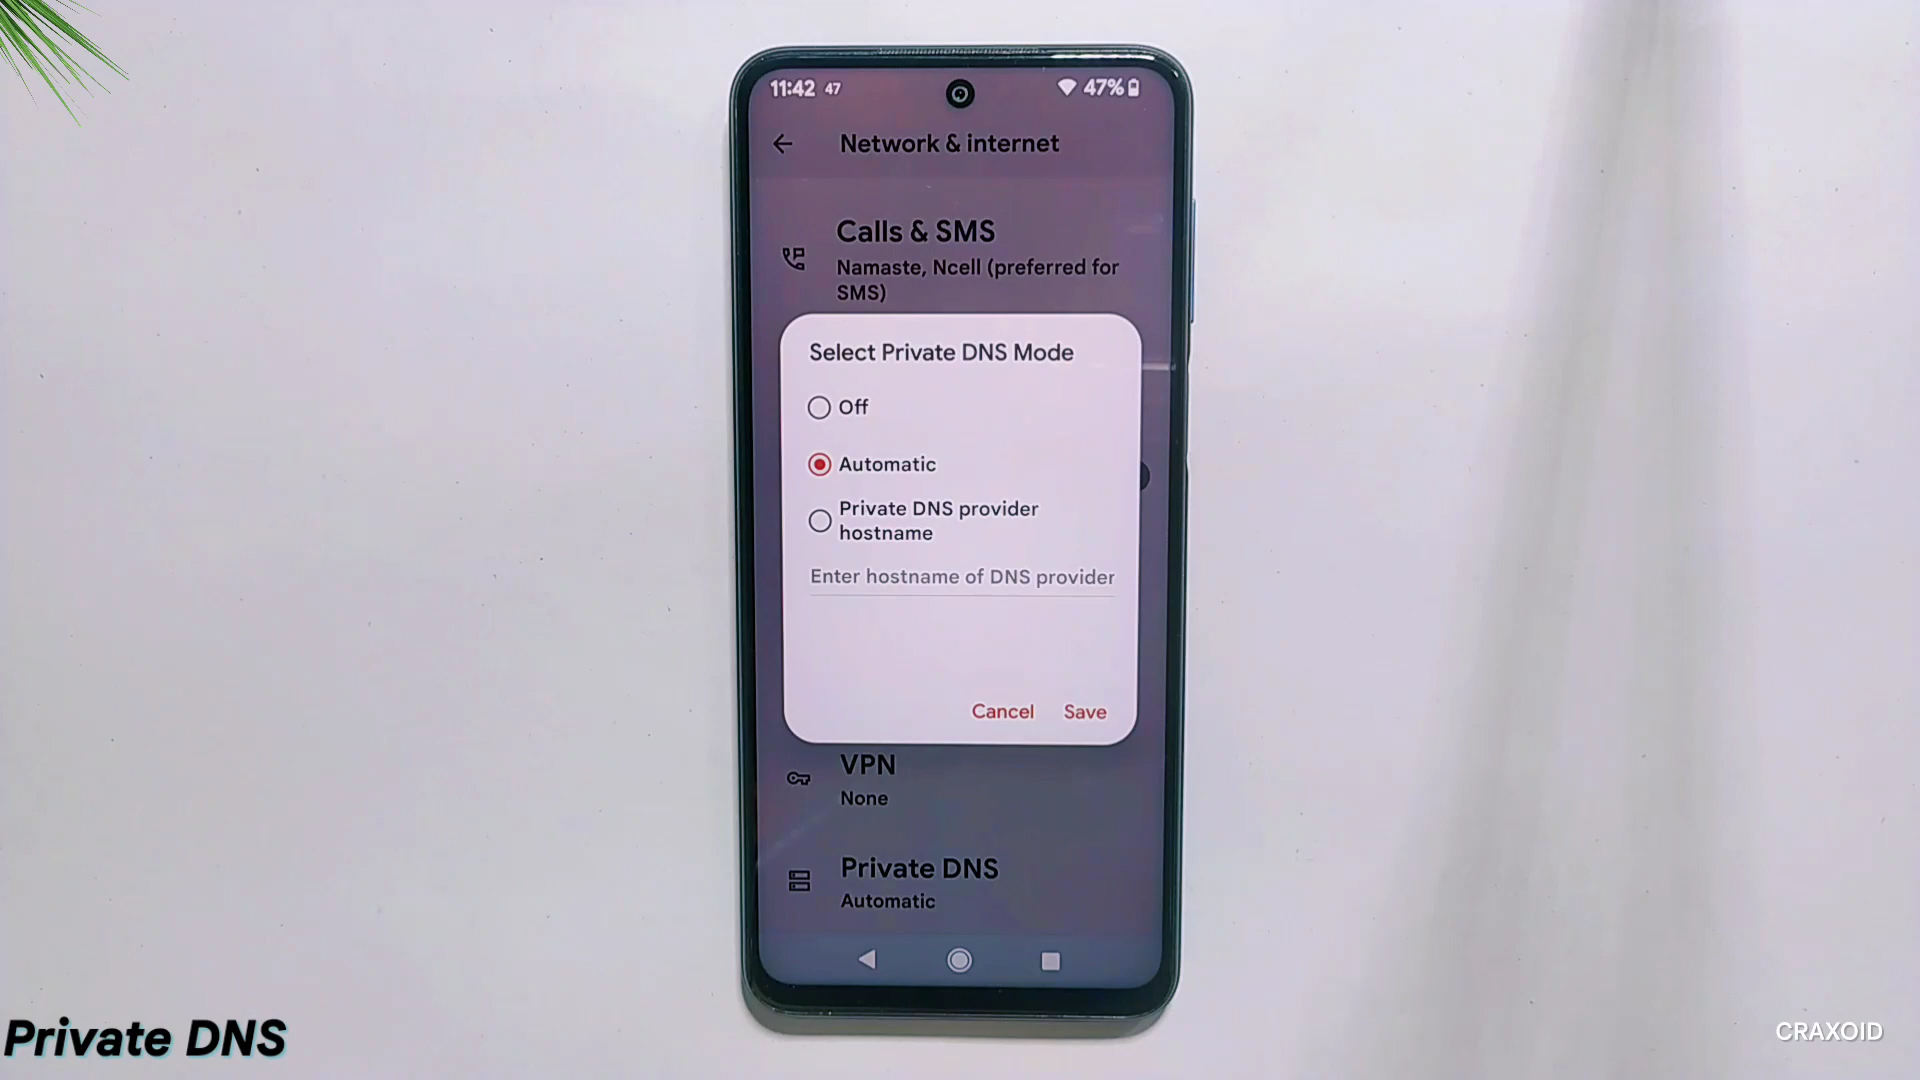 11:42 47
47%
Network & internet
Calls & SMS
Namaste, Ncell (preferred for
SMS)
Select Private DNS Mode
Off
Automatic
Private DNS provider
hostname
Enter hostname of DNS provider
Cancel Save
VPN
None
Private DNS
Automatic
Private DNS
CRAXOID